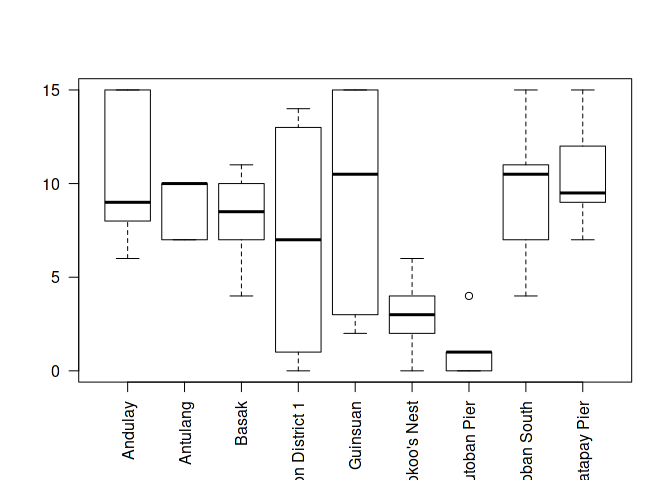 15
10
5
0
Andulay
Antulang
Basak
on District 1
Guinsuan
okoo's Nest
utoban Pier
oban South
atapay Pier